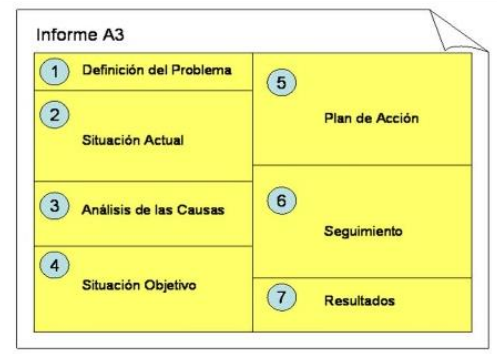 Informe A3
1 Definición del Problema
2
Situación Actual
3 Análisis de las Causas
4
Situación Objetivo
5
Plan de Acción
6
Seguimiento
7 Resultados